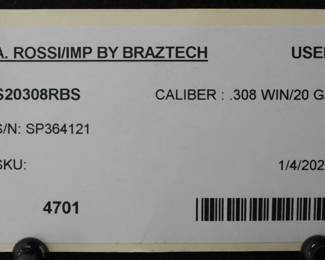 A. ROSSI/IMP BY BRAZTECH USE
S20308RBS CALIBER : .308 WIN/20 G
S/N: SP364121
SKU: 1/4/202
4701